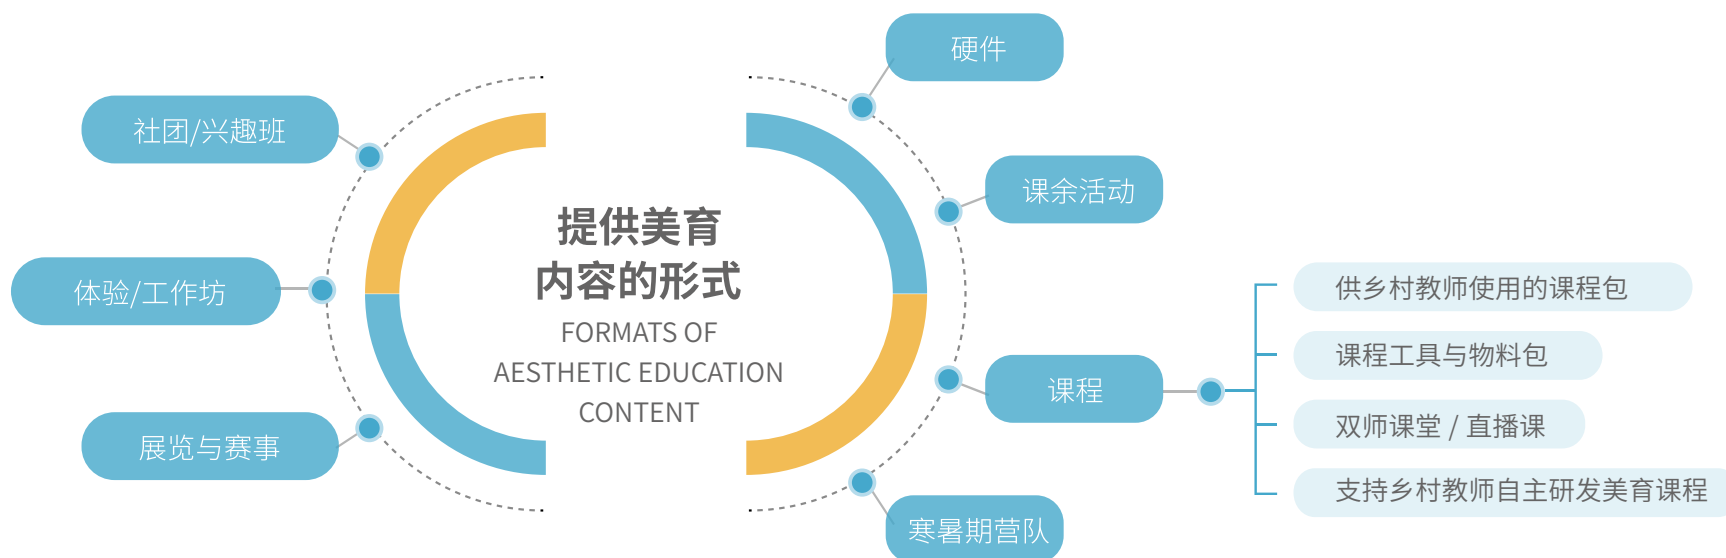 提供美育
内容的形式
FORMATS OF
AESTHETIC EDUCATION
CONTENT
社团/兴趣班
体验/工作坊
展览与赛事
硬件
课余活动
课程
寒暑期营队
供乡村教师使用的课程包
课程工具与物料包
双师课堂 / 直播课
支持乡村教师自主研发美育课程